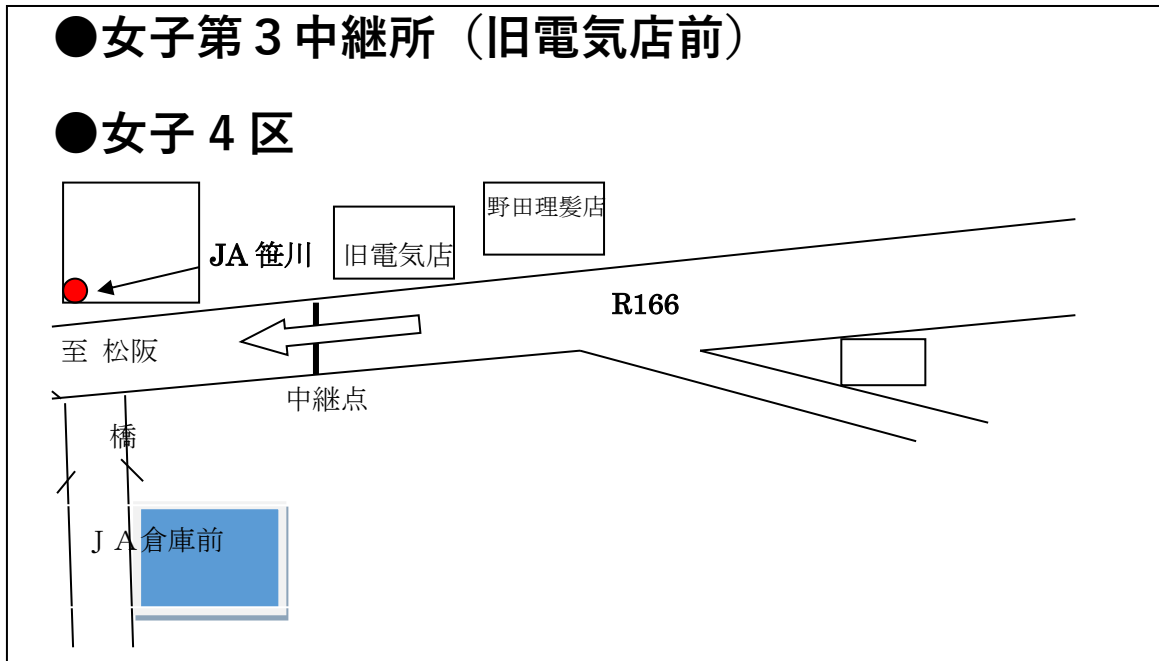 ●女子第３中継所（旧電気店前）
●女子４区
野田理髪店
JA 笹川
旧電気店
R166
至 松阪
中継点
橋
ＪＡ倉庫前